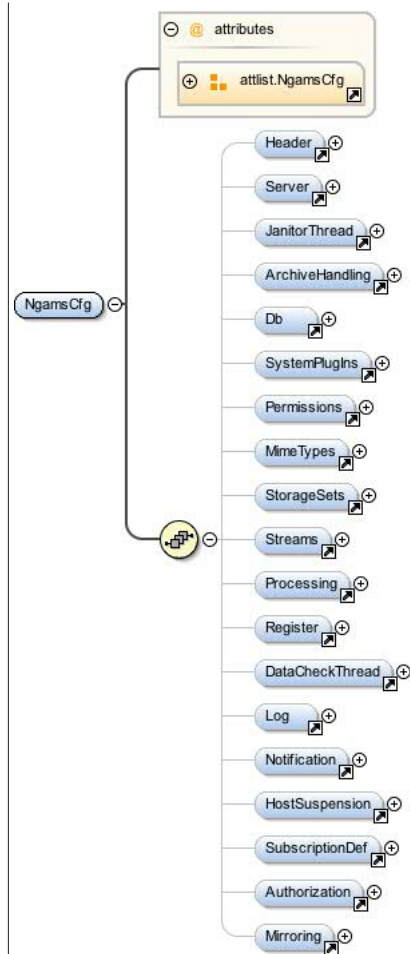 @ attributes
attlist.NgamsCfg
Header
Server
JanitorThread
ArchiveHandling
NgamsCfg
Db
SystemPlugIns
Permissions
MimeTypes
StorageSets
Streams
Processing
Register
DataCheckThread
Log
Notification
HostSuspension
SubscriptionDef
Authorization
Mirroring